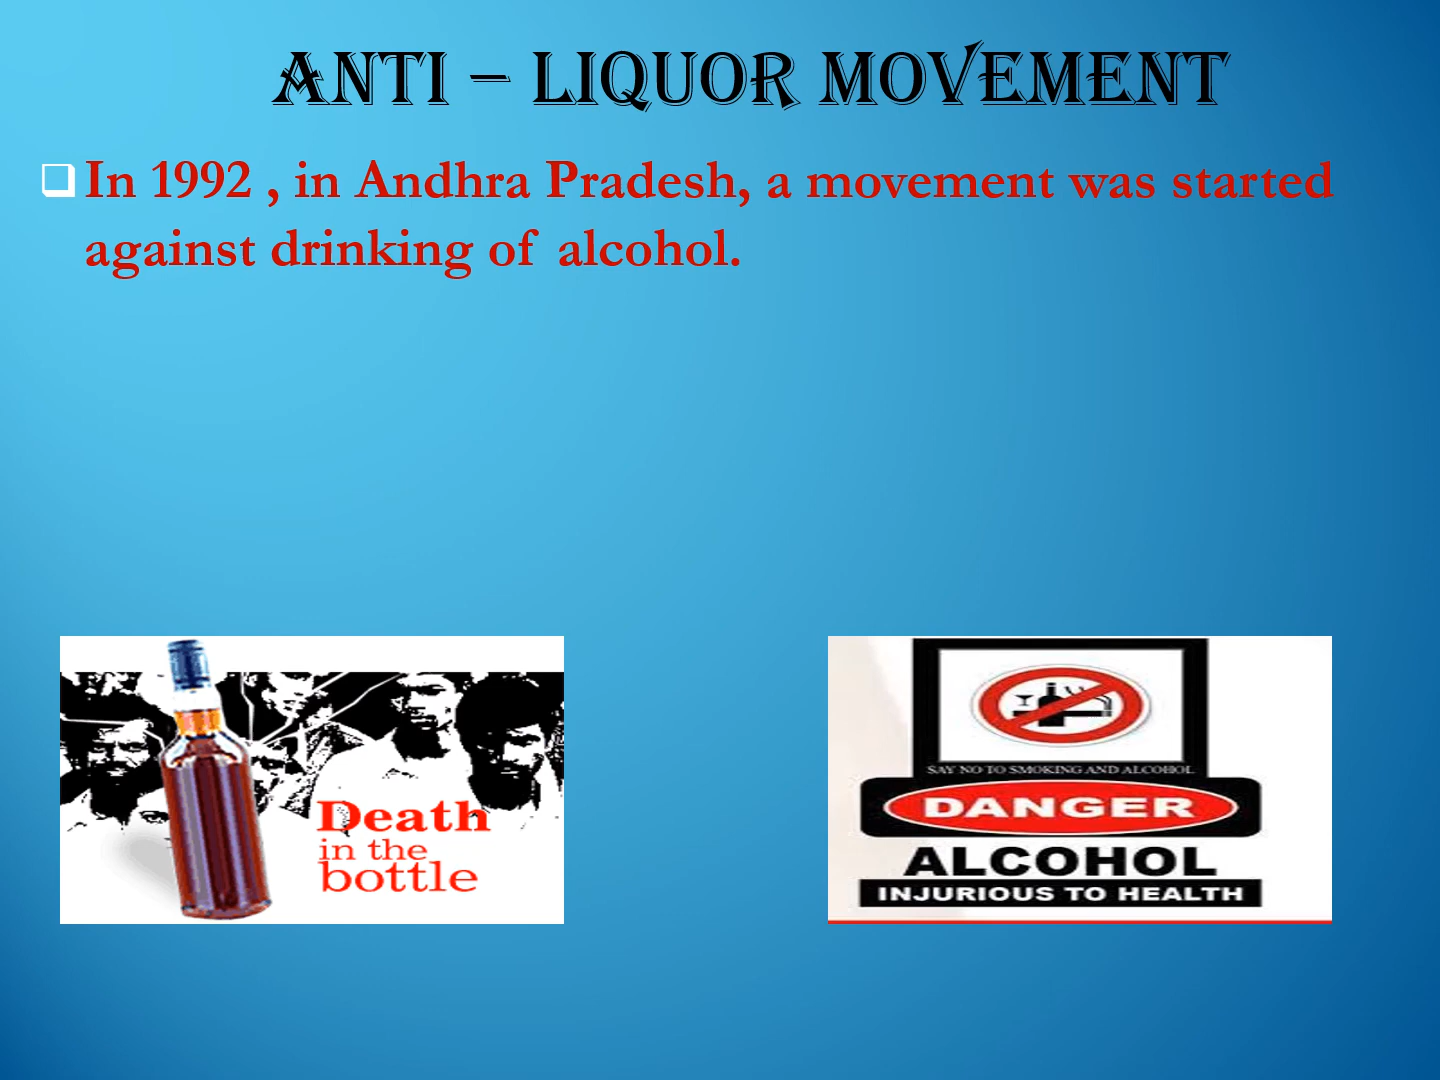 ANTI – LIQUOR MOVEMENT
In 1992 , in Andhra Pradesh, a movement was started
against drinking of alcohol.
Death
in the
bottle
SAY NO TO SMOKING AND ALCOHOL
DANGER
ALCOHOL
INJURIOUS TO HEALTH